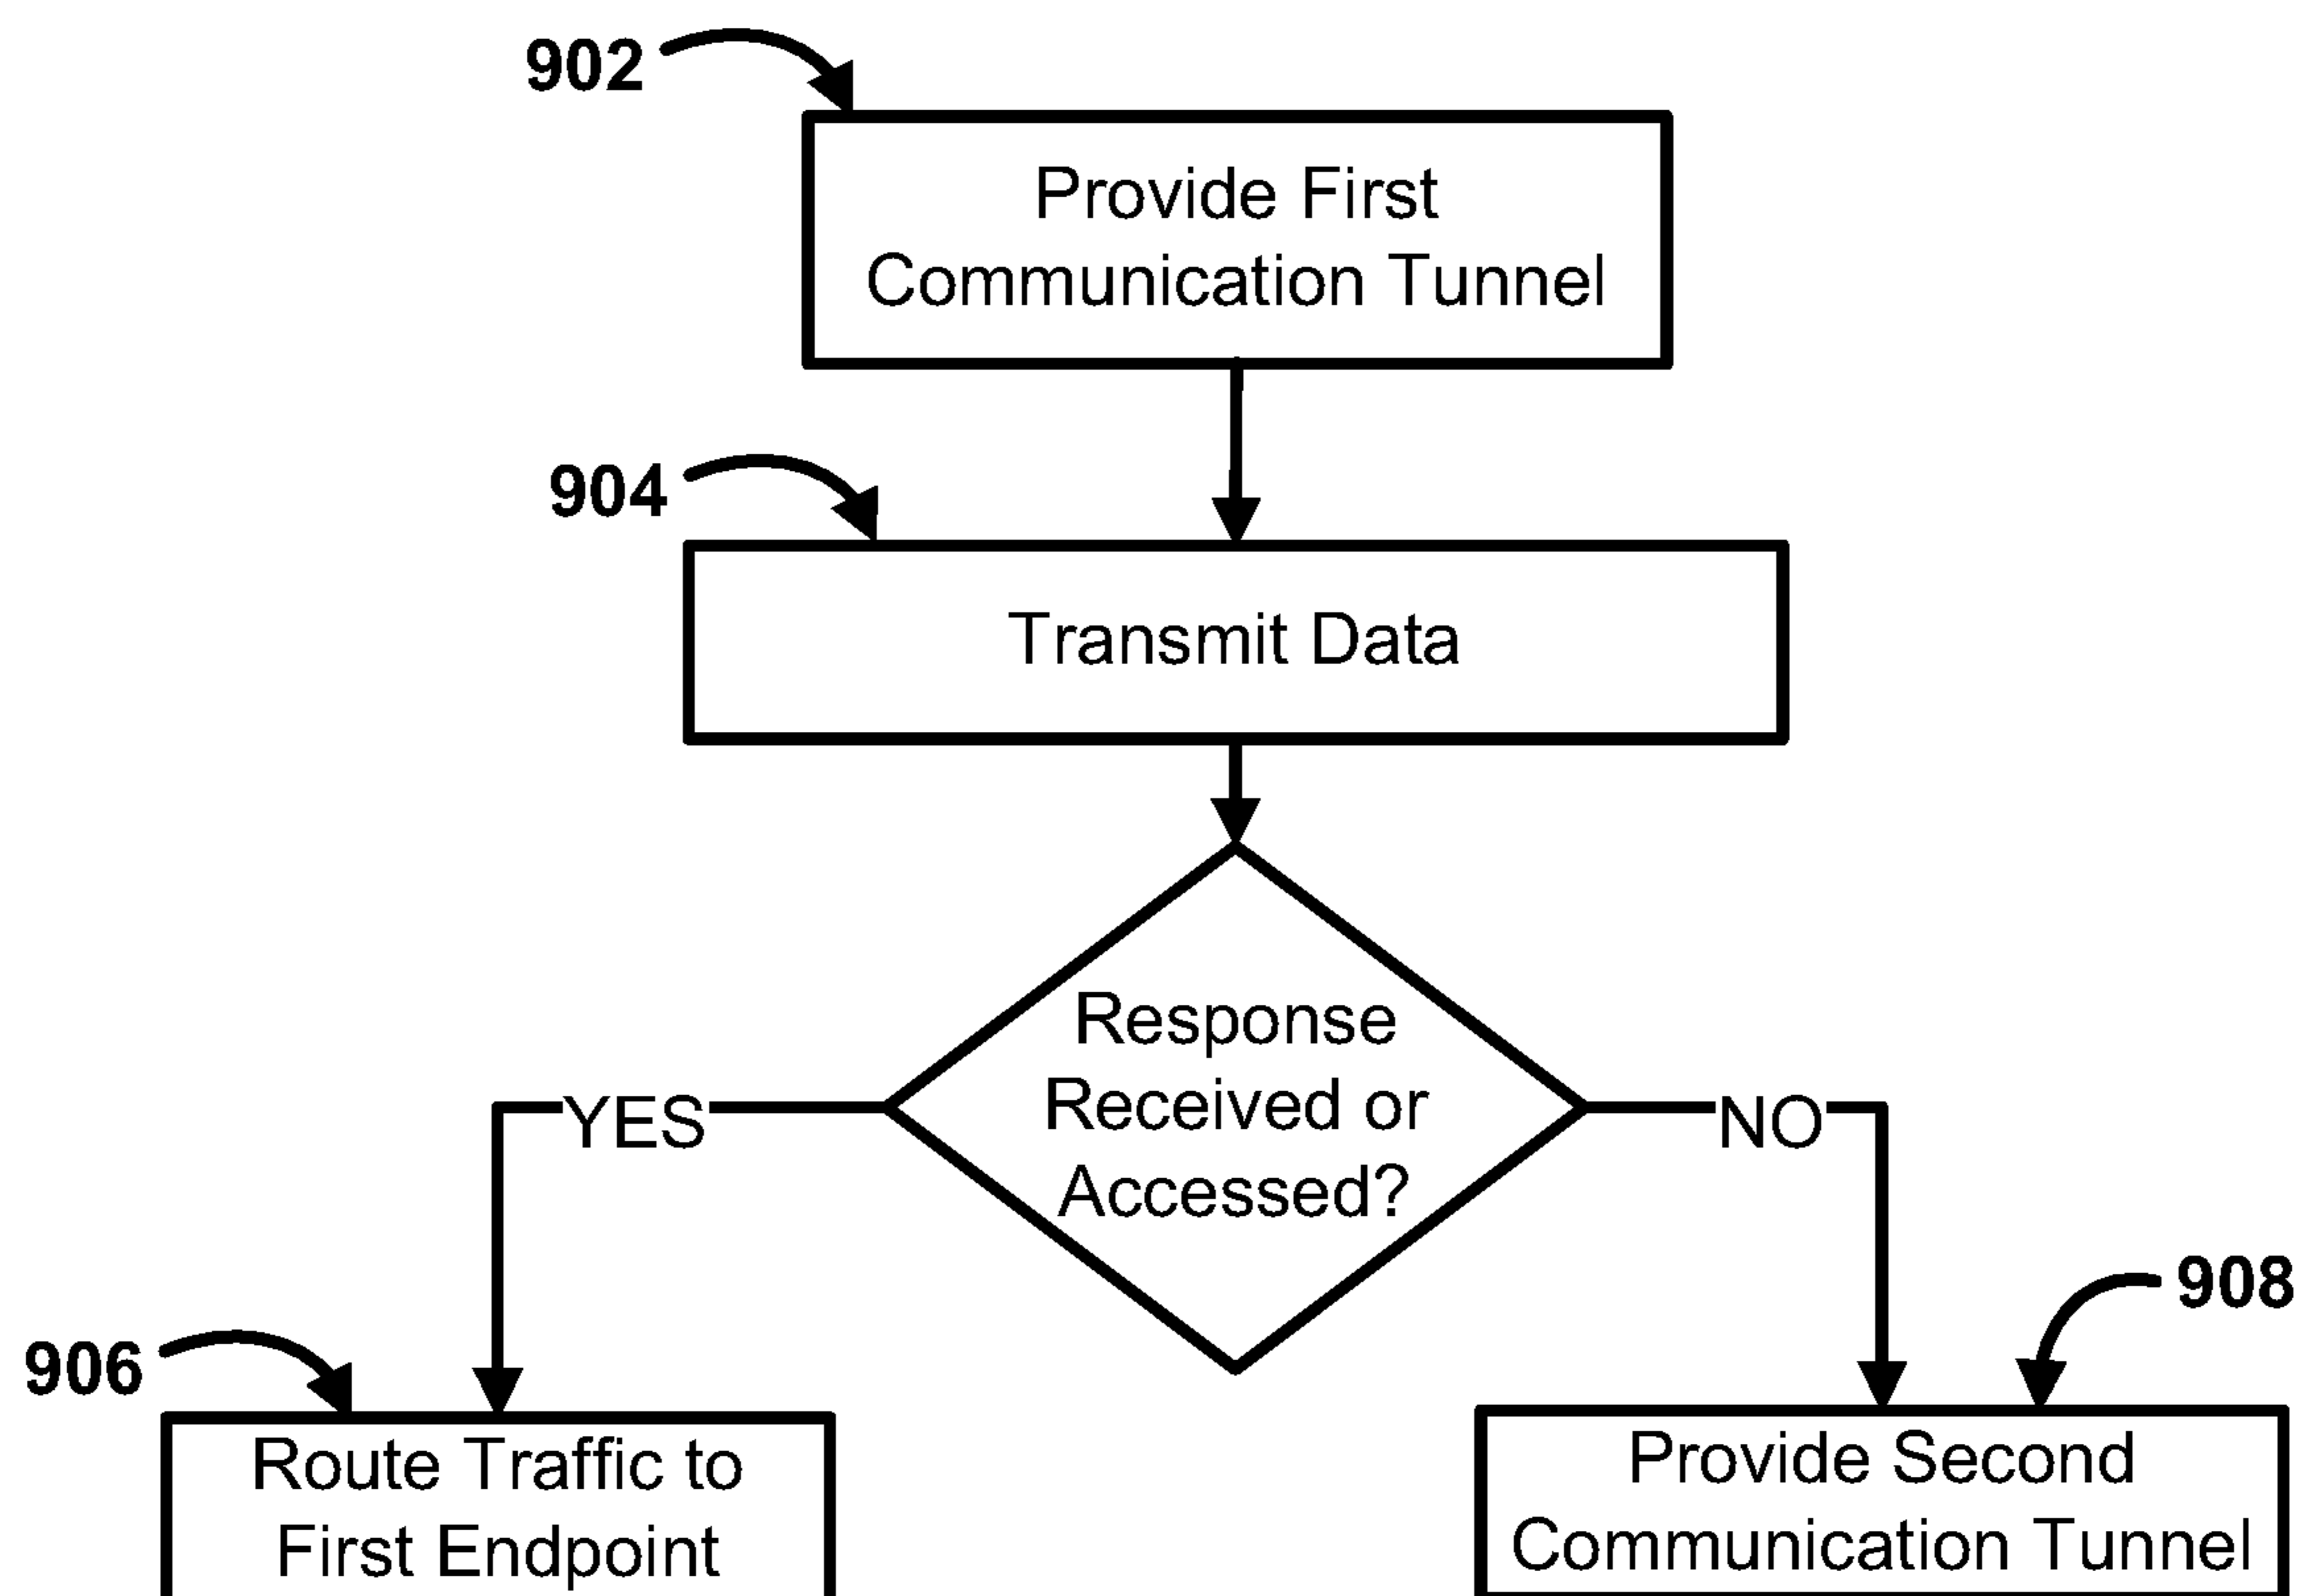 902
Provide First
Communication Tunnel
904
Transmit Data
Response
Received or
Accessed?
YES
NO
908
906
Route Traffic to
First Endpoint
Provide Second
Communication Tunnel